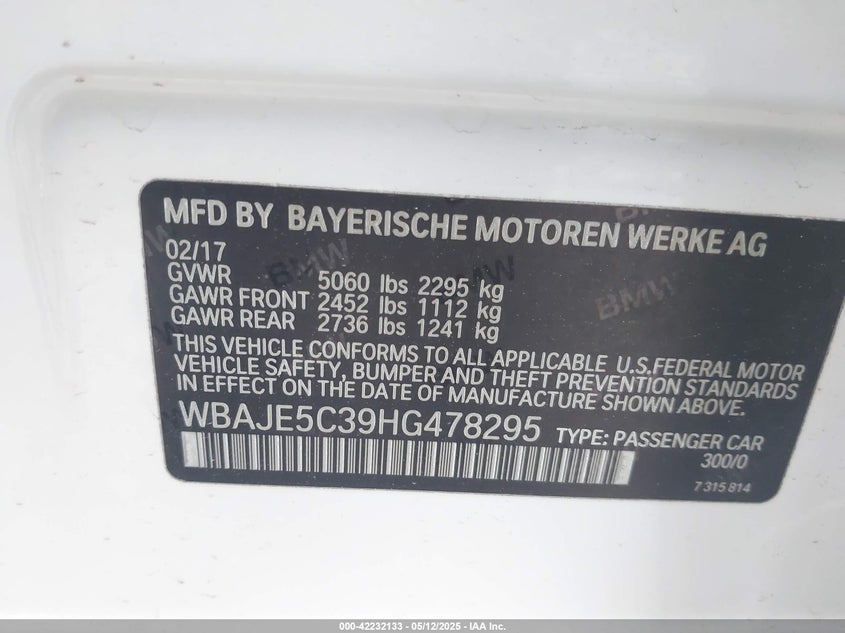 MFD BY BAYERISCHE MOTOREN WERKE AG
02/17
GVWR 5060 lbs 2295 kg
GAWR FRONT 2452 lbs 1112 kg
GAWR REAR 2736 lbs 1241 kg
THIS VEHICLE CONFORMS TO ALL APPLICABLE U.S.FEDERAL MOTOR
VEHICLE SAFETY, BUMPER AND THEFT PREVENTION STANDARDS
IN EFFECT ON THE DATE OF MANUFACTURE SHOWN ABOVE.
WBAJE5C39HG478295 TYPE: PASSENGER CAR
300/0
7 315 814
BMW
BMW
BMW
000-42232133 - 05/12/2025 - IAA Inc.